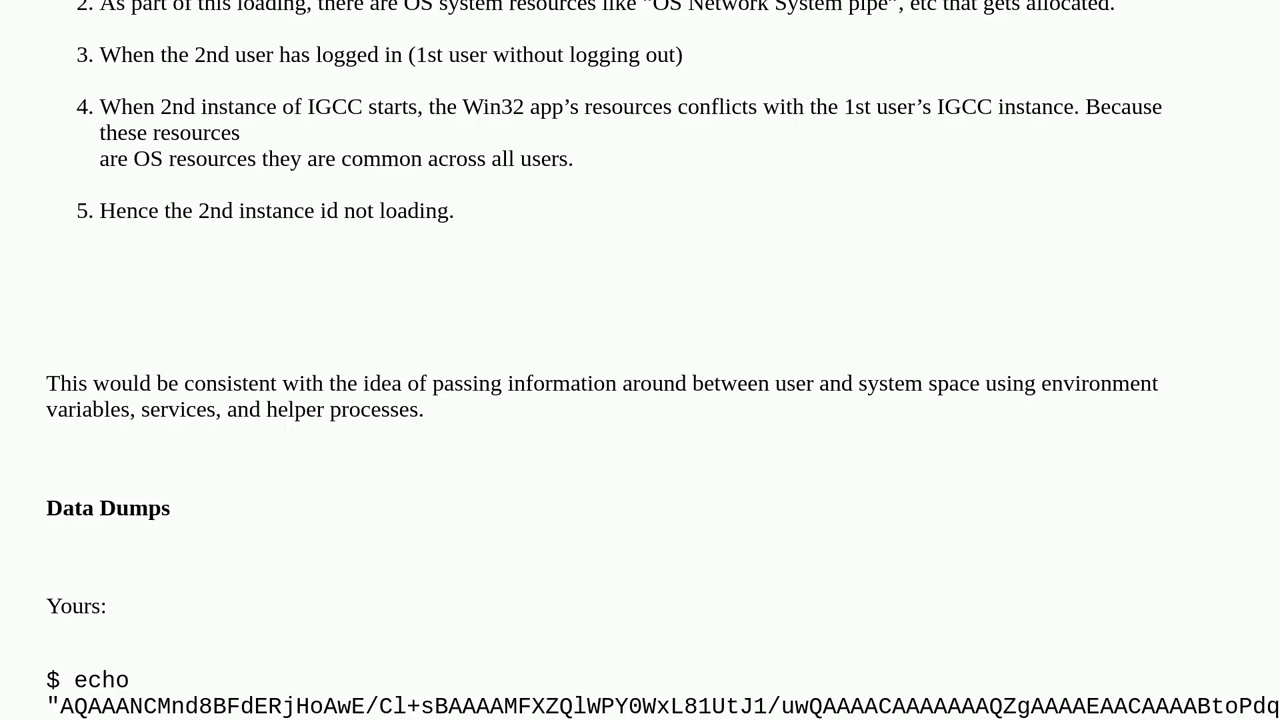 2. As part of this loading, there are OS system resources like “OS Network System pipe”, etc that gets allocated.
3. When the 2nd user has logged in (1st user without logging out)
4. When 2nd instance of IGCC starts, the Win32 app’s resources conflicts with the 1st user’s IGCC instance. Because
these resources
are OS resources they are common across all users.
5. Hence the 2nd instance id not loading.
This would be consistent with the idea of passing information around between user and system space using environment
variables, services, and helper processes.
Data Dumps
Yours:
$ echo
"AQAAANCMnd8BFdERjHoAwE/Cl+sBAAAAMFXZQlWPY0WxL81UtJ1/uwQAAAACAAAAAAAQZgAAAAEAACAAAABtoPdq